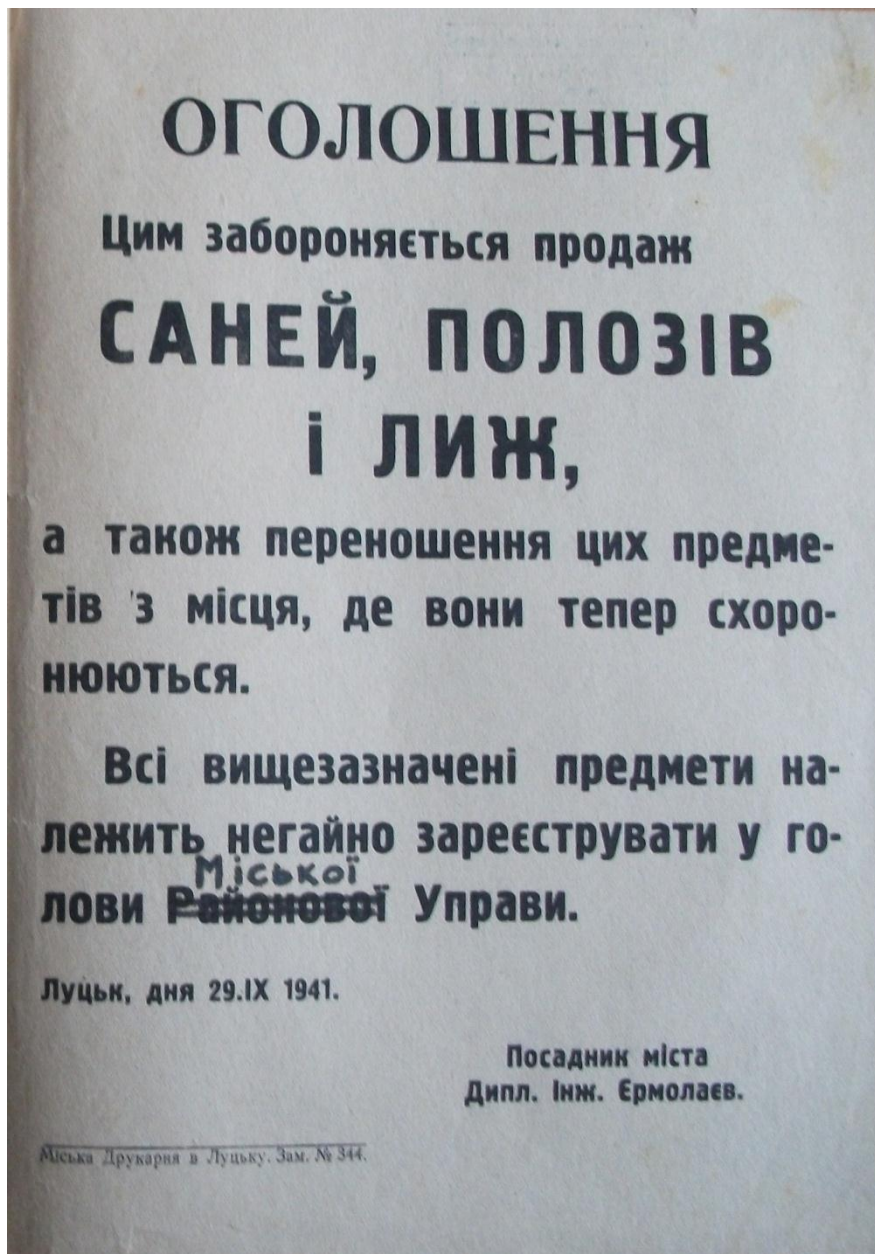 ОГОЛОШЕННЯ
Цим забороняється продаж
САНЕЙ, ПОЛОЗІВ
і ЛИЖ,
а також переношення цих предме-
тів з місця, де вони тепер схоро-
нюються.
Всі вищезазначені предмети на-
лежить негайно зареєструвати у го-
Міської
лови Районової Управи.
Луцьк, дня 29.IX 1941.
Посадник міста
Дипл. Інж. Єрмолаєв.
Міська Друкарня в Луцьку. Зам. № 344.